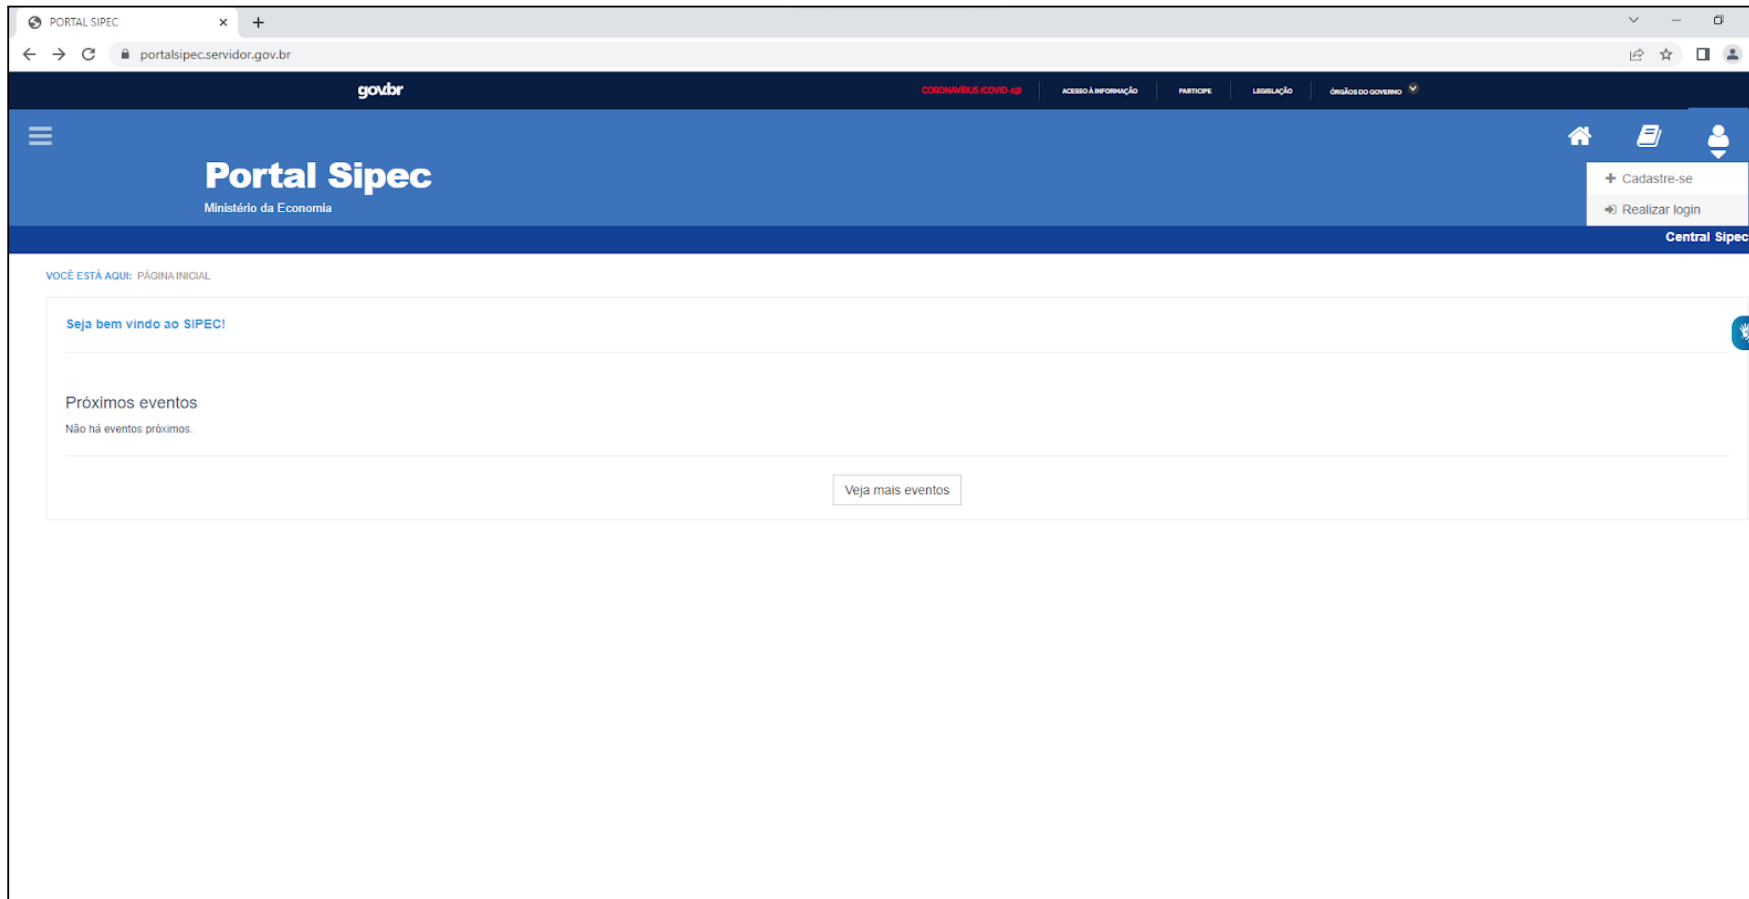 PORTAL SIPEC
portalsipec.servidor.gov.br
gov.br
CORONAVÍRUS (COVID-19)
ACESSO À INFORMAÇÃO
PARTICIPE
LEGISLAÇÃO
ÓRGÃOS DO GOVERNO
Portal Sipec
Ministério da Economia
Cadastre-se
Realizar login
Central Sipec
VOCÊ ESTÁ AQUI: PÁGINA INICIAL
Seja bem vindo ao SIPEC!
Próximos eventos
Não há eventos próximos.
Veja mais eventos